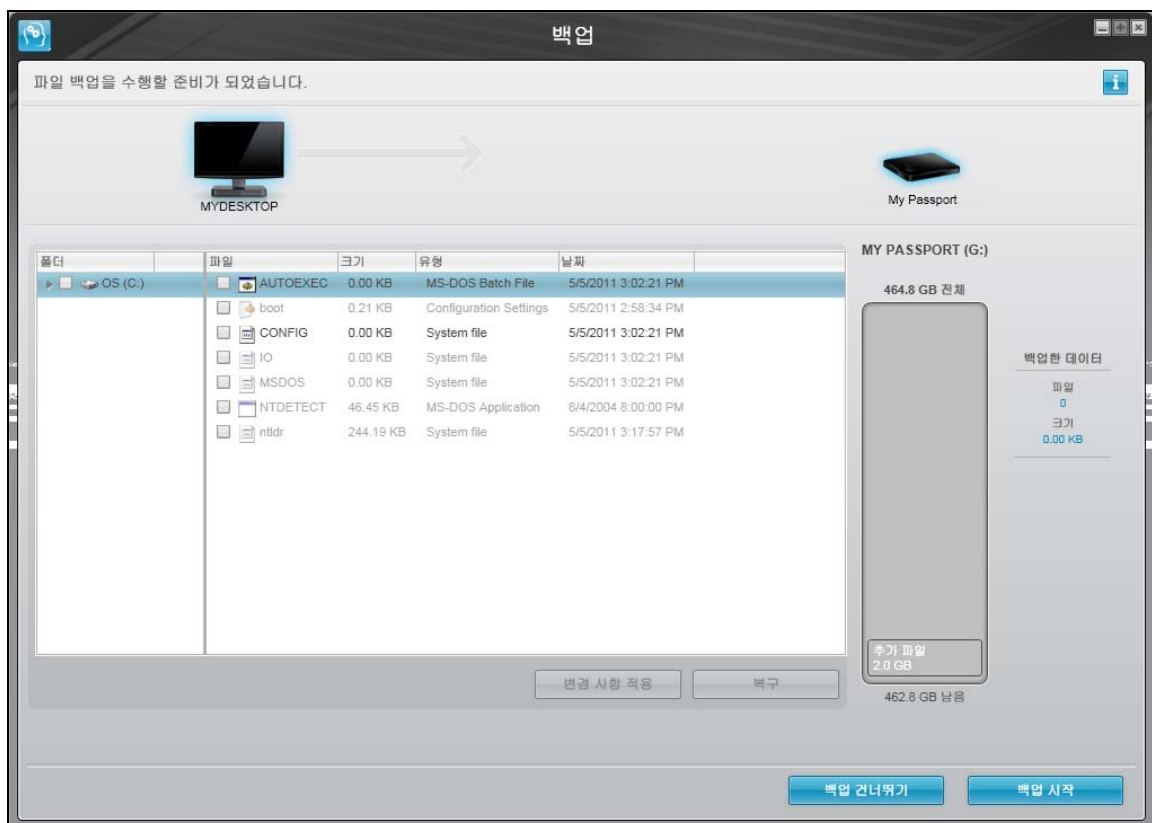 백업
파일 백업을 수행할 준비가 되었습니다.
MYDESKTOP
My Passport
폴더 파일 크기 유형 날짜
OS (C:)
AUTOEXEC 0.00 KB MS-DOS Batch File 5/5/2011 3:02:21 PM
boot 0.21 KB Configuration Settings 5/5/2011 2:58:34 PM
CONFIG 0.00 KB System file 5/5/2011 3:02:21 PM
IO 0.00 KB System file 5/5/2011 3:02:21 PM
MSDOS 0.00 KB System file 5/5/2011 3:02:21 PM
NTDETECT 46.45 KB MS-DOS Application 8/4/2004 8:00:00 PM
ntldr 244.19 KB System file 5/5/2011 3:17:57 PM
변경 사항 적용 복구
MY PASSPORT (G:)
464.8 GB 전체
추가 파일
2.0 GB
462.8 GB 남음
백업한 데이터
파일
0
크기
0.00 KB
백업 건너뛰기 백업 시작